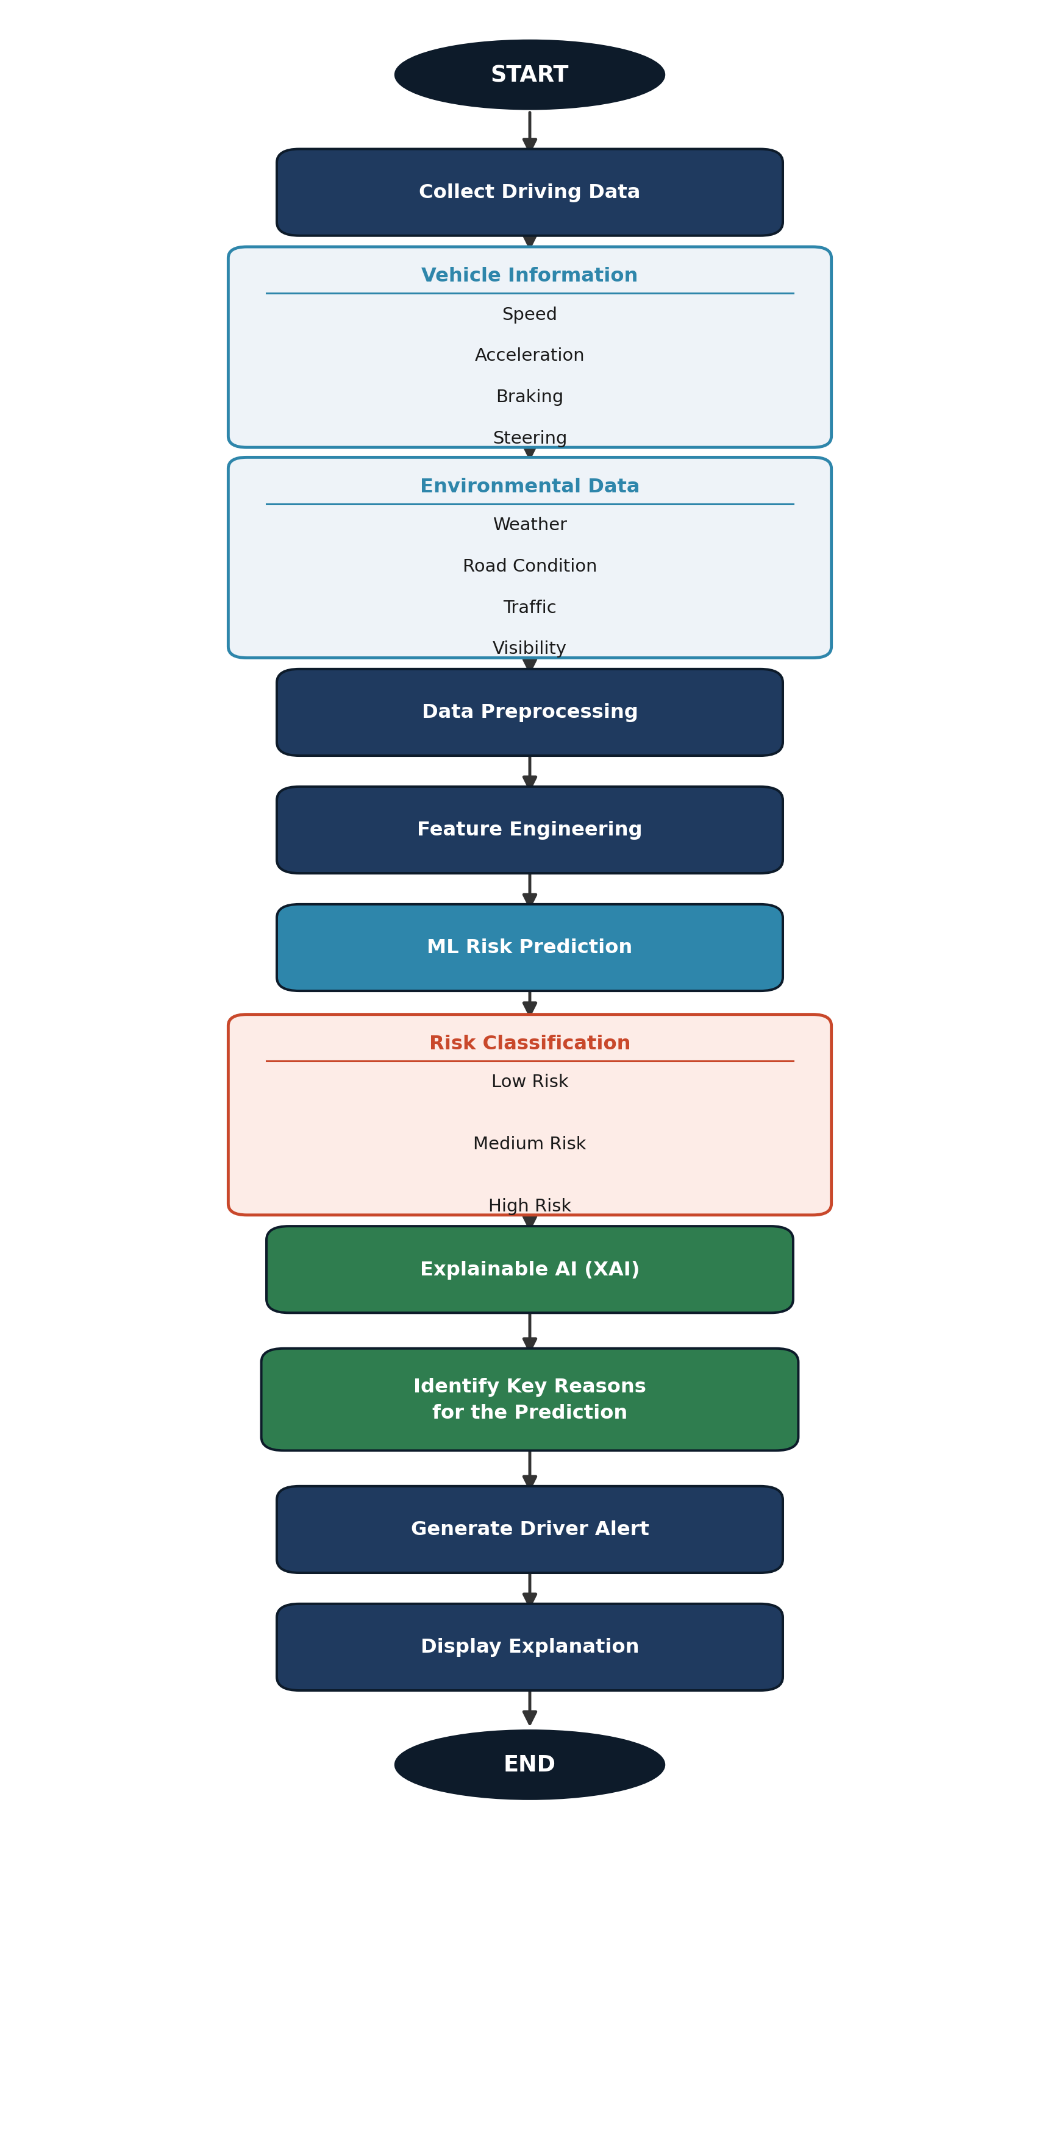 START
Collect Driving Data
Vehicle Information
Speed
Acceleration
Braking
Steering
Environmental Data
Weather
Road Condition
Traffic
Visibility
Data Preprocessing
Feature Engineering
ML Risk Prediction
Risk Classification
Low Risk
Medium Risk
High Risk
Explainable AI (XAI)
Identify Key Reasons
for the Prediction
Generate Driver Alert
Display Explanation
END